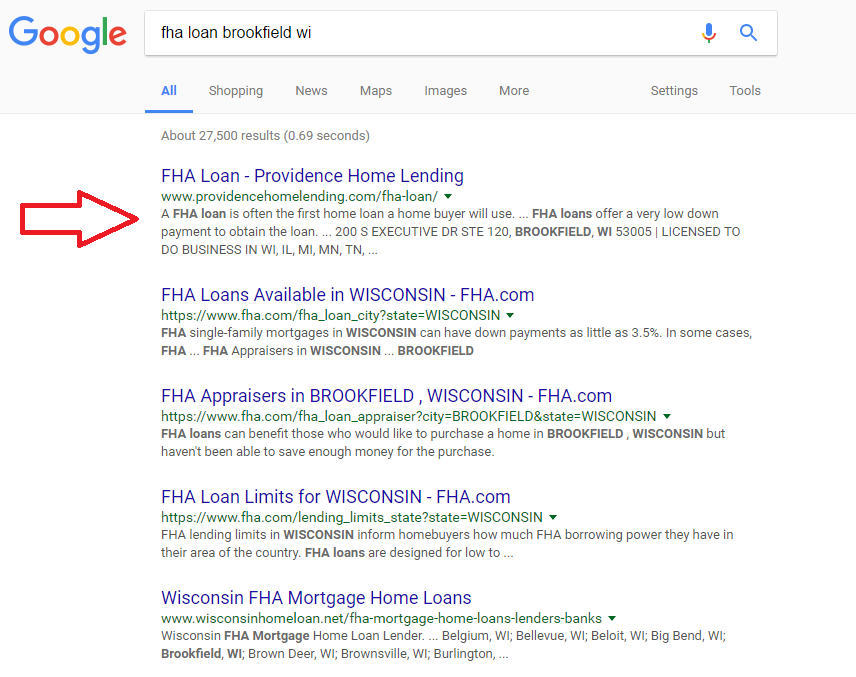 Google
fha loan brookfield wi
All Shopping News Maps Images More Settings Tools
About 27,500 results (0.69 seconds)
FHA Loan - Providence Home Lending
www.providencehomelending.com/fha-loan/
A FHA loan is often the first home loan a home buyer will use. ... FHA loans offer a very low down
payment to obtain the loan. ... 200 S EXECUTIVE DR STE 120, BROOKFIELD, WI 53005 | LICENSED TO
DO BUSINESS IN WI, IL, MI, MN, TN, ...
FHA Loans Available in WISCONSIN - FHA.com
https://www.fha.com/fha_loan_city?state=WISCONSIN
FHA single-family mortgages in WISCONSIN can have down payments as little as 3.5%. In some cases,
FHA ... FHA Appraisers in WISCONSIN ... BROOKFIELD
FHA Appraisers in BROOKFIELD , WISCONSIN - FHA.com
https://www.fha.com/fha_loan_appraiser?city=BROOKFIELD&state=WISCONSIN
FHA loans can benefit those who would like to purchase a home in BROOKFIELD , WISCONSIN but
haven't been able to save enough money for the purchase.
FHA Loan Limits for WISCONSIN - FHA.com
https://www.fha.com/lending_limits_state?state=WISCONSIN
FHA lending limits in WISCONSIN inform homebuyers how much FHA borrowing power they have in
their area of the country. FHA loans are designed for low to ...
Wisconsin FHA Mortgage Home Loans
www.wisconsinhomeloan.net/fha-mortgage-home-loans-lenders-banks
Wisconsin FHA Mortgage Home Loan Lender. ... Belgium, WI; Bellevue, WI; Beloit, WI; Big Bend, WI;
Brookfield, WI; Brown Deer, WI; Brownsville, WI; Burlington, ...